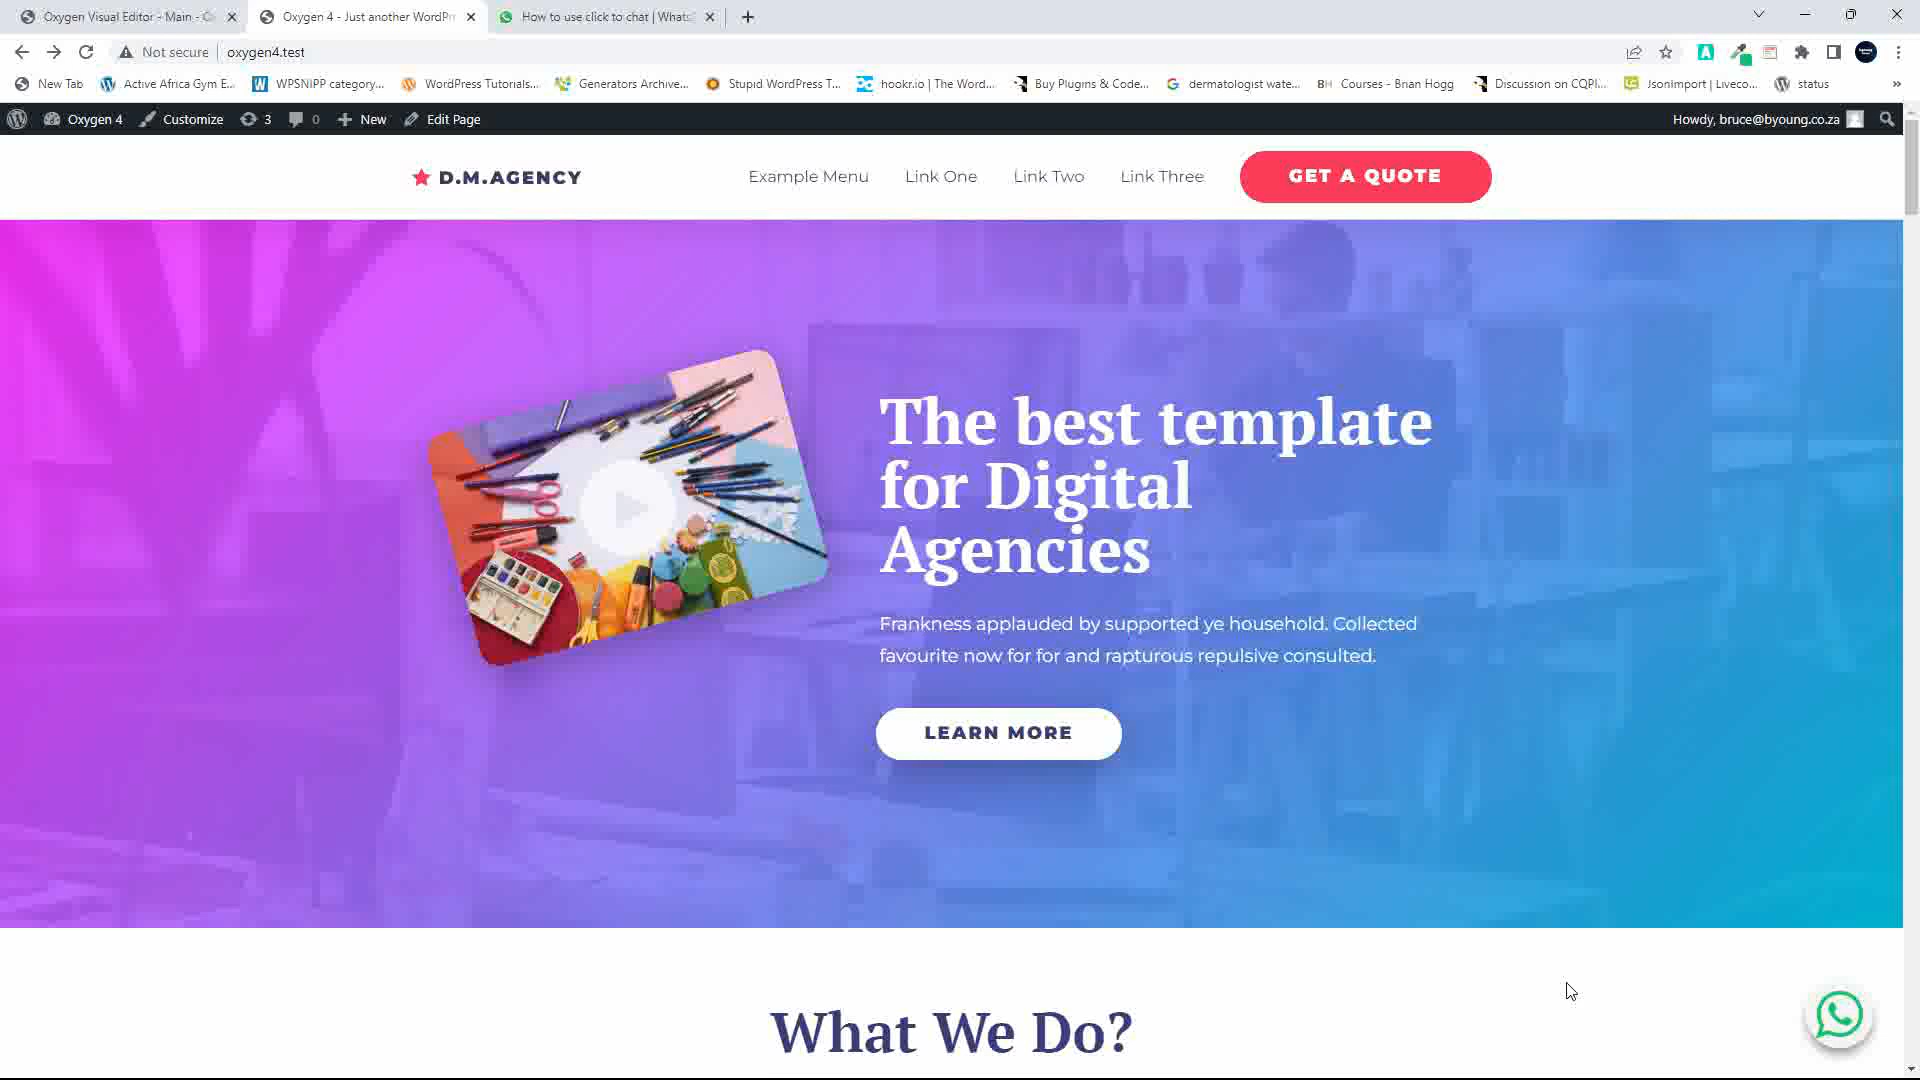 Oxygen Visual Editor - Main - O
Oxygen 4 - Just another WordPr
How to use click to chat | Whats
Not secure
oxygen4.test
New Tab
Active Africa Gym E...
WPSNIPP category...
WordPress Tutorials...
Generators Archive...
Stupid WordPress T...
hookr.io | The Word...
Buy Plugins & Code...
dermatologist wate...
BH Courses - Brian Hogg
Discussion on CQPI...
Jsonimport | Liveco...
status
»
Oxygen 4
Customize
3
0
New
Edit Page
Howdy, bruce@byoung.co.za
D.M.AGENCY
Example Menu
Link One
Link Two
Link Three
GET A QUOTE
The best template
for Digital
Agencies
Frankness applauded by supported ye household. Collected
favourite now for for and rapturous repulsive consulted.
LEARN MORE
What We Do?